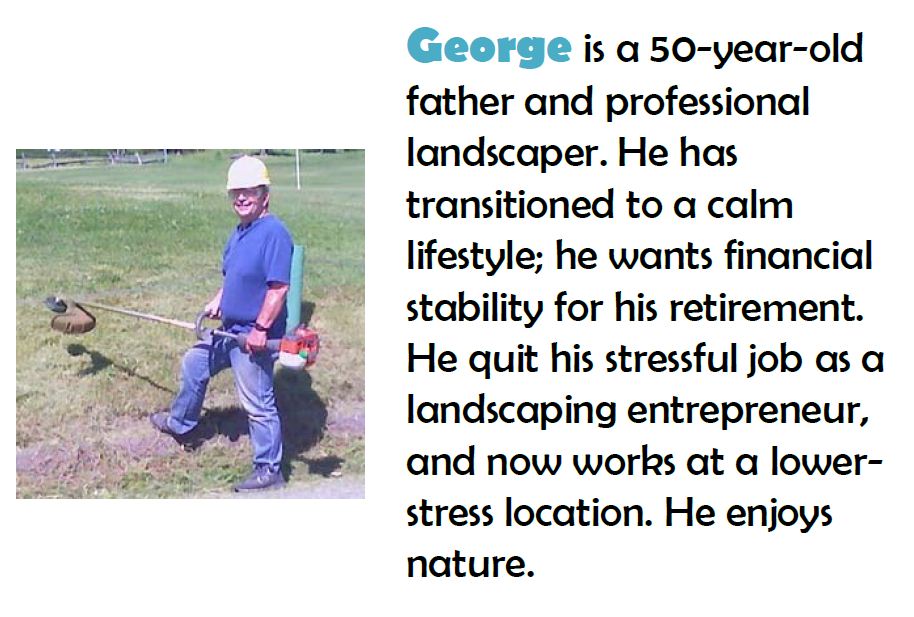 George is a 50-year-old
father and professional
landscaper. He has
transitioned to a calm
lifestyle; he wants financial
stability for his retirement.
He quit his stressful job as a
landscaping entrepreneur,
and now works at a lower-
stress location. He enjoys
nature.